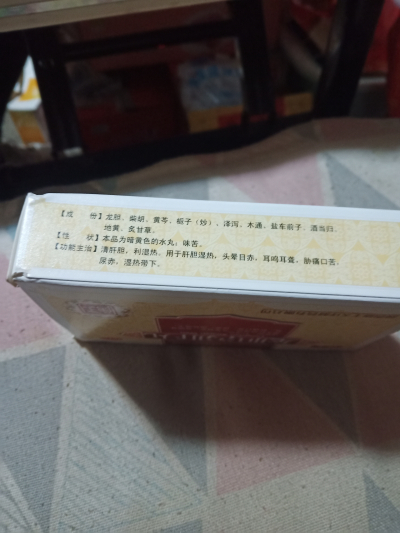 【成　　份】龙胆、柴胡、黄芩、栀子（炒）、泽泻、木通、盐车前子、酒当归、
地黄、炙甘草。
【性　　状】本品为暗黄色的水丸；味苦。
【功能主治】清肝胆，利湿热。用于肝胆湿热，头晕目赤，耳鸣耳聋，胁痛口苦，
尿赤，湿热带下。